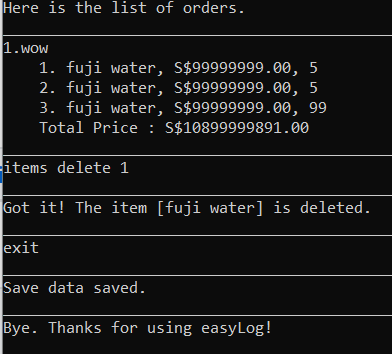 Here is the list of orders.
1.wow
1. fuji water, S$99999999.00, 5
2. fuji water, S$99999999.00, 5
3. fuji water, S$99999999.00, 99
Total Price : S$10899999891.00
items delete 1
Got it! The item [fuji water] is deleted.
exit
Save data saved.
Bye. Thanks for using easyLog!